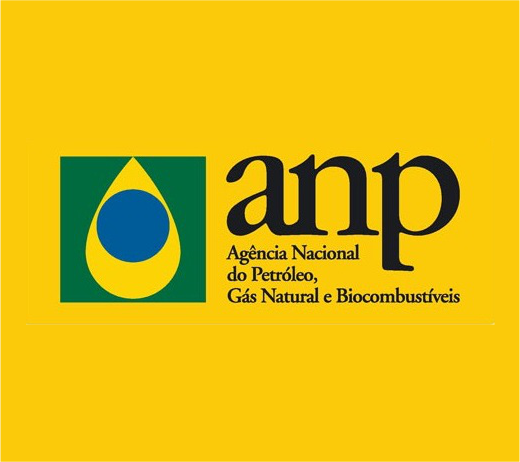 anp
Agência Nacional
do Petróleo,
Gás Natural e Biocombustíveis